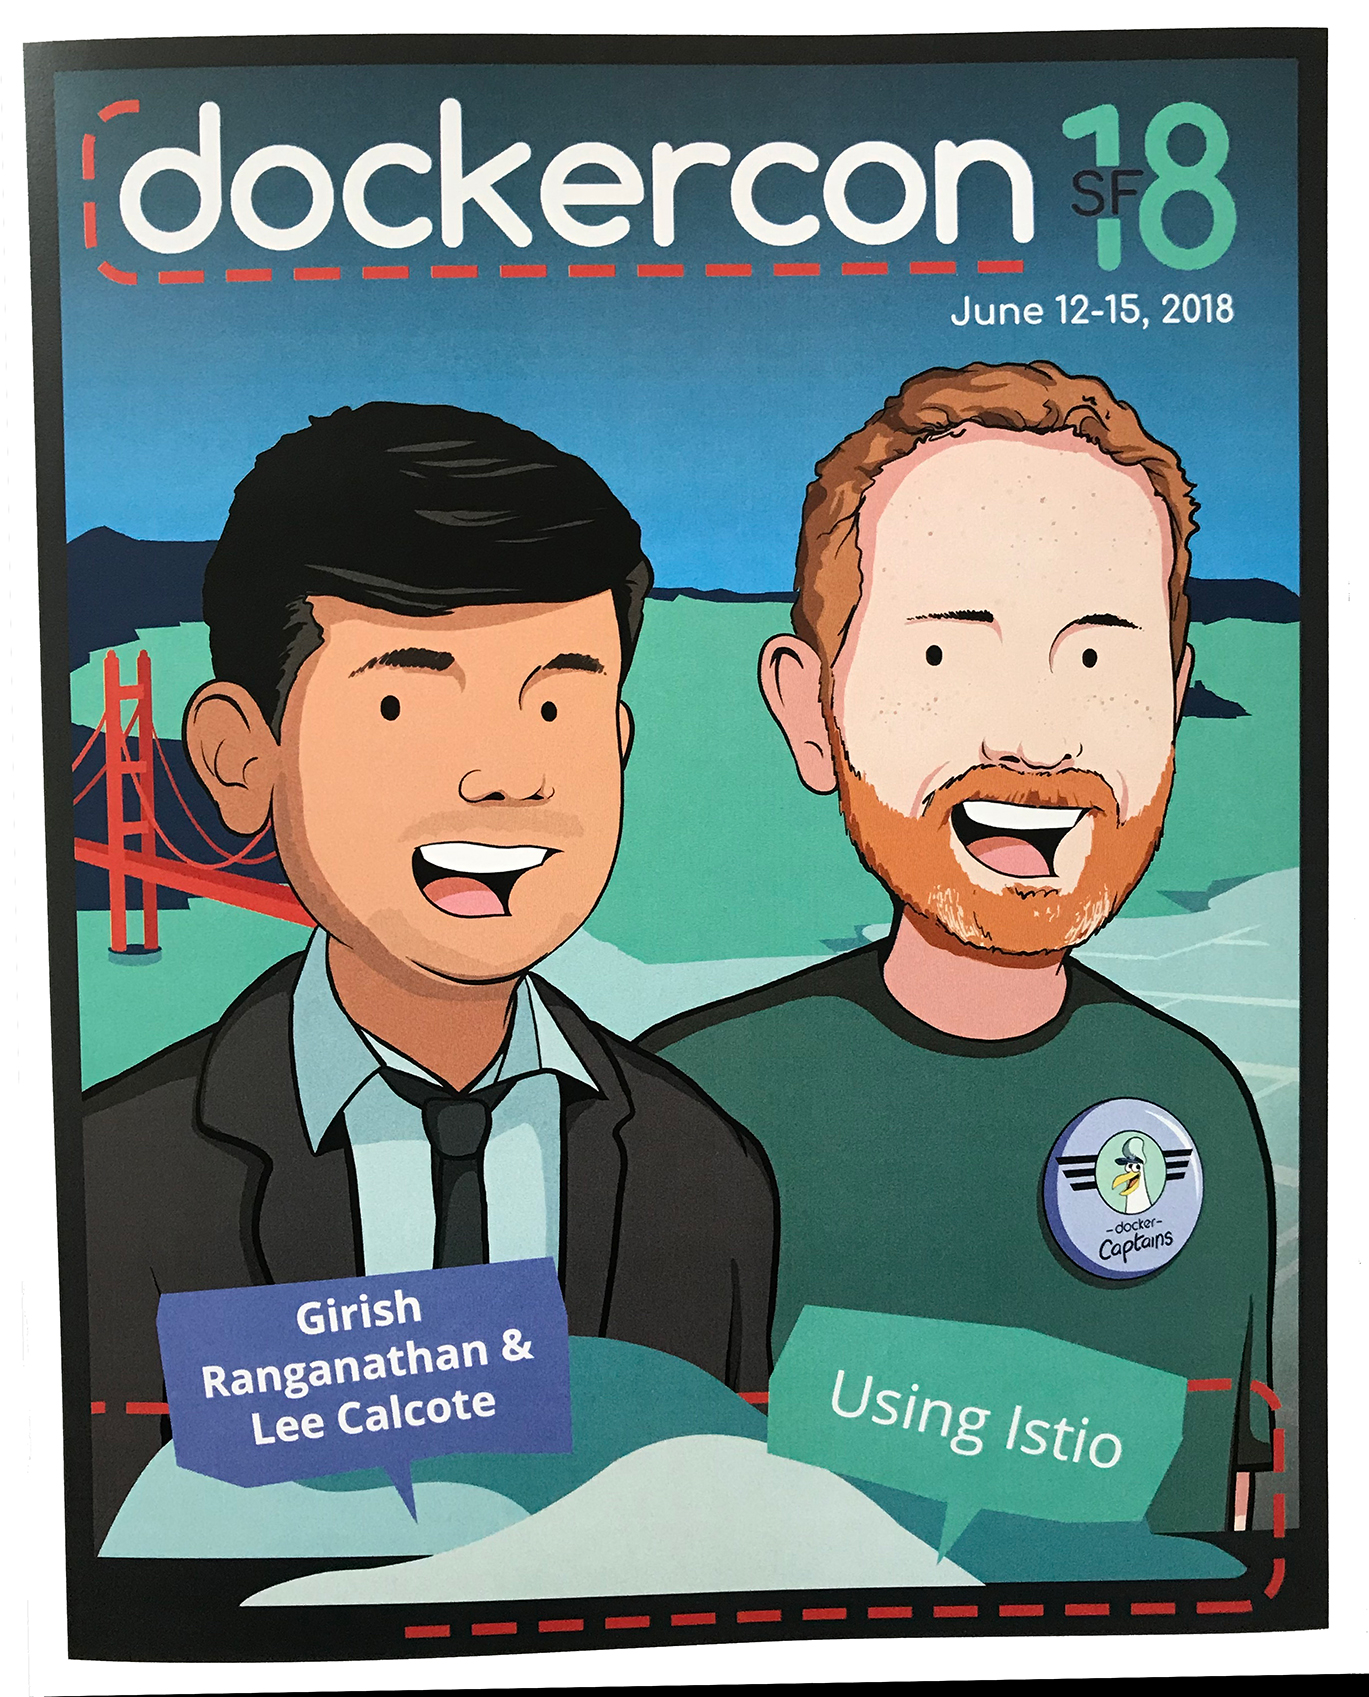 dockercon
SF
18
June 12-15, 2018
-docker-
Captains
Girish
Ranganathan &
Lee Calcote
Using Istio